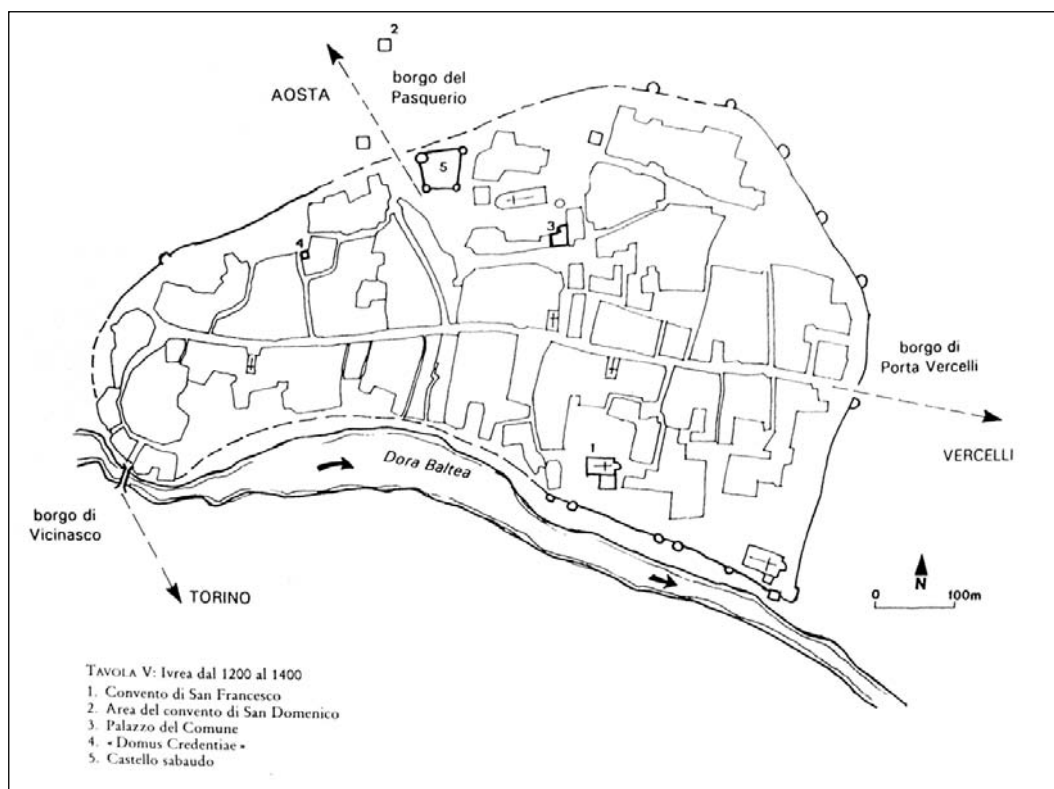 2
borgo del
Pasquerio
AOSTA
5
3
4
borgo di
Porta Vercelli
1
Dora Baltea
VERCELLI
borgo di
Vicinasco
N
0 100m
TORINO
TAVOLA V: Ivrea dal 1200 al 1400
1. Convento di San Francesco
2. Area del convento di San Domenico
3. Palazzo del Comune
4. «Domus Credentiae»
5. Castello sabaudo